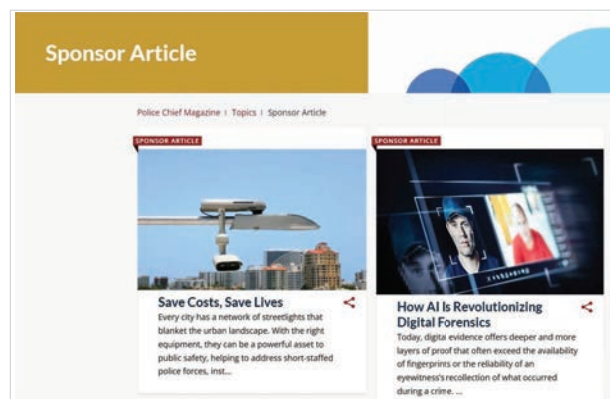 Sponsor Article
Police Chief Magazine | Topics | Sponsor Article
SPONSOR ARTICLE
Save Costs, Save Lives
Every city has a network of streetlights that
blanket the urban landscape. With the right
equipment, they can be a powerful asset to
public safety, helping to address short-staffed
police forces, inst...
SPONSOR ARTICLE
How AI Is Revolutionizing
Digital Forensics
Today, digital evidence offers deeper and more
layers of proof that often exceed the availability
of fingerprints or the reliability of an
eyewitness's recollection of what occurred
during a crime. ...